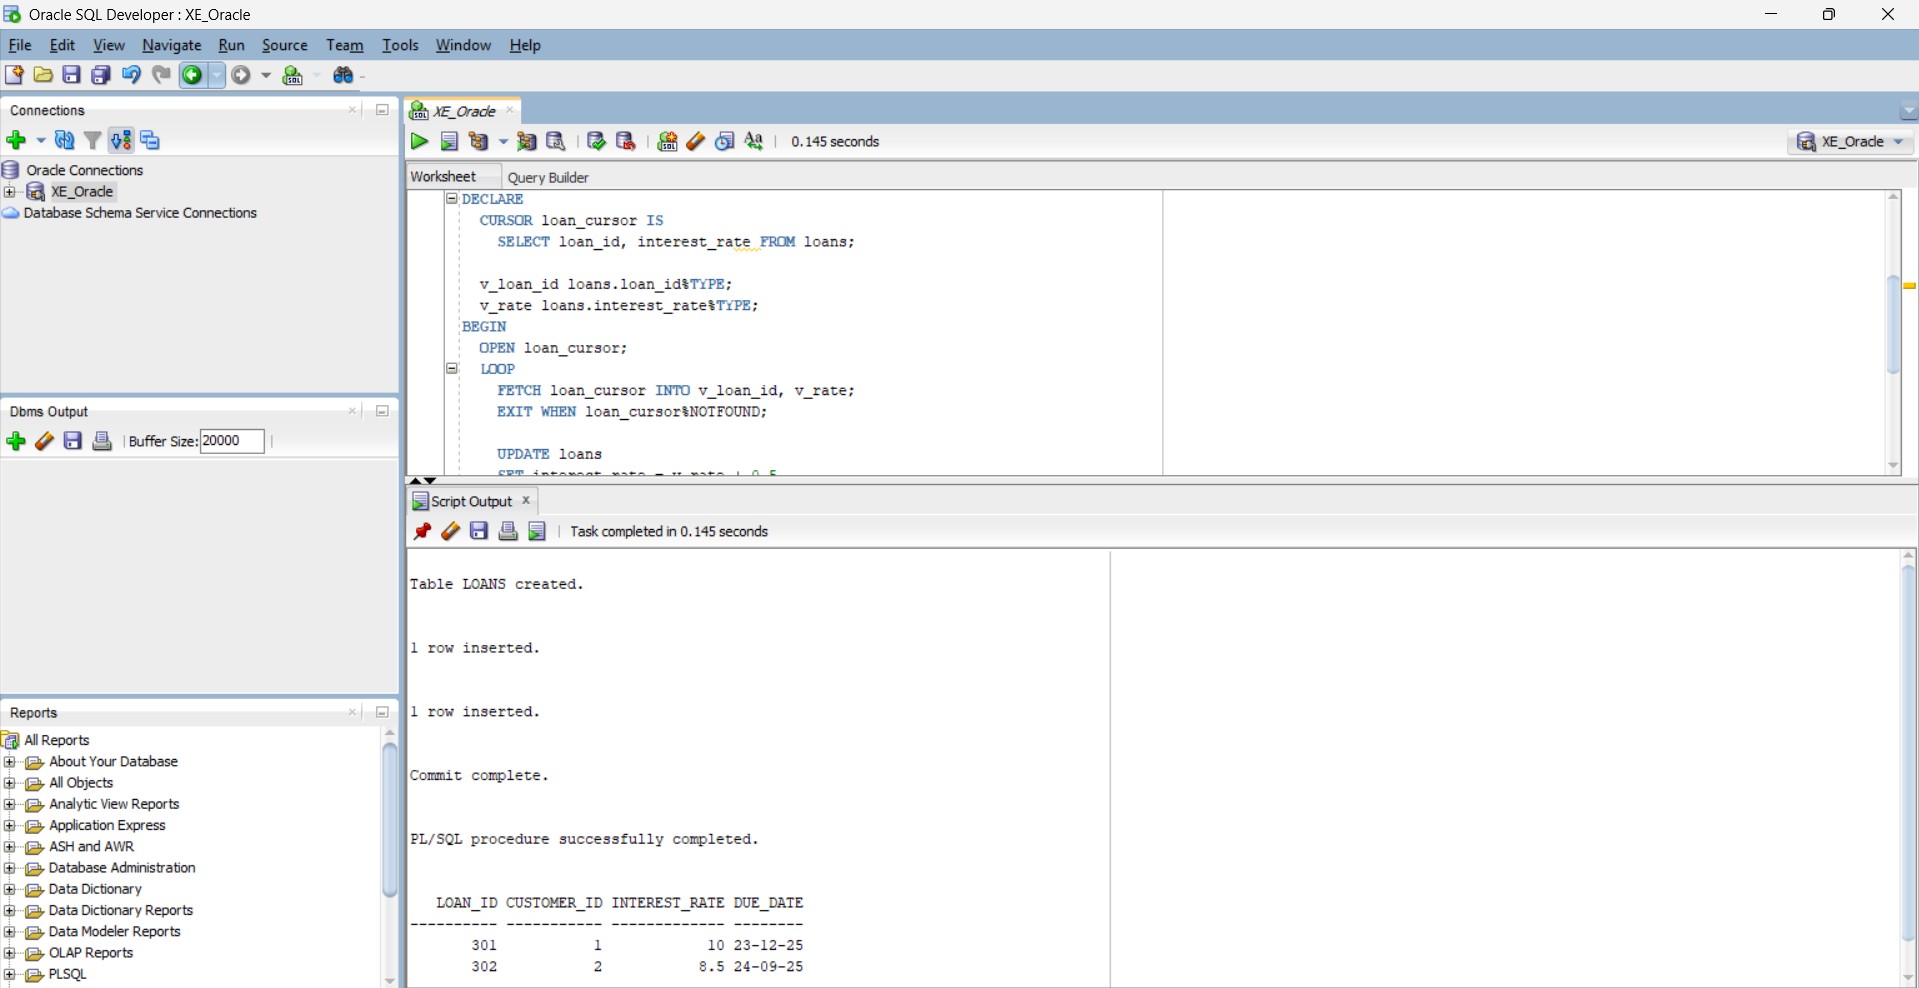 Oracle SQL Developer : XE_Oracle
File Edit View Navigate Run Source Team Tools Window Help
Connections
Oracle Connections
XE_Oracle
Database Schema Service Connections
Dbms Output
Buffer Size: 20000
Reports
All Reports
About Your Database
All Objects
Analytic View Reports
Application Express
ASH and AWR
Database Administration
Data Dictionary
Data Dictionary Reports
Data Modeler Reports
OLAP Reports
PLSQL
XE_Oracle
0.145 seconds
XE_Oracle
Worksheet Query Builder
DECLARE
CURSOR loan_cursor IS
SELECT loan_id, interest_rate FROM loans;
v_loan_id loans.loan_id%TYPE;
v_rate loans.interest_rate%TYPE;
BEGIN
OPEN loan_cursor;
LOOP
FETCH loan_cursor INTO v_loan_id, v_rate;
EXIT WHEN loan_cursor%NOTFOUND;
UPDATE loans
SET interest_rate = v_rate + 0.5
Script Output
Task completed in 0.145 seconds
Table LOANS created.
1 row inserted.
1 row inserted.
Commit complete.
PL/SQL procedure successfully completed.
LOAN_ID CUSTOMER_ID INTEREST_RATE DUE_DATE
---------- ----------- ------------- --------
301 1 10 23-12-25
302 2 8.5 24-09-25